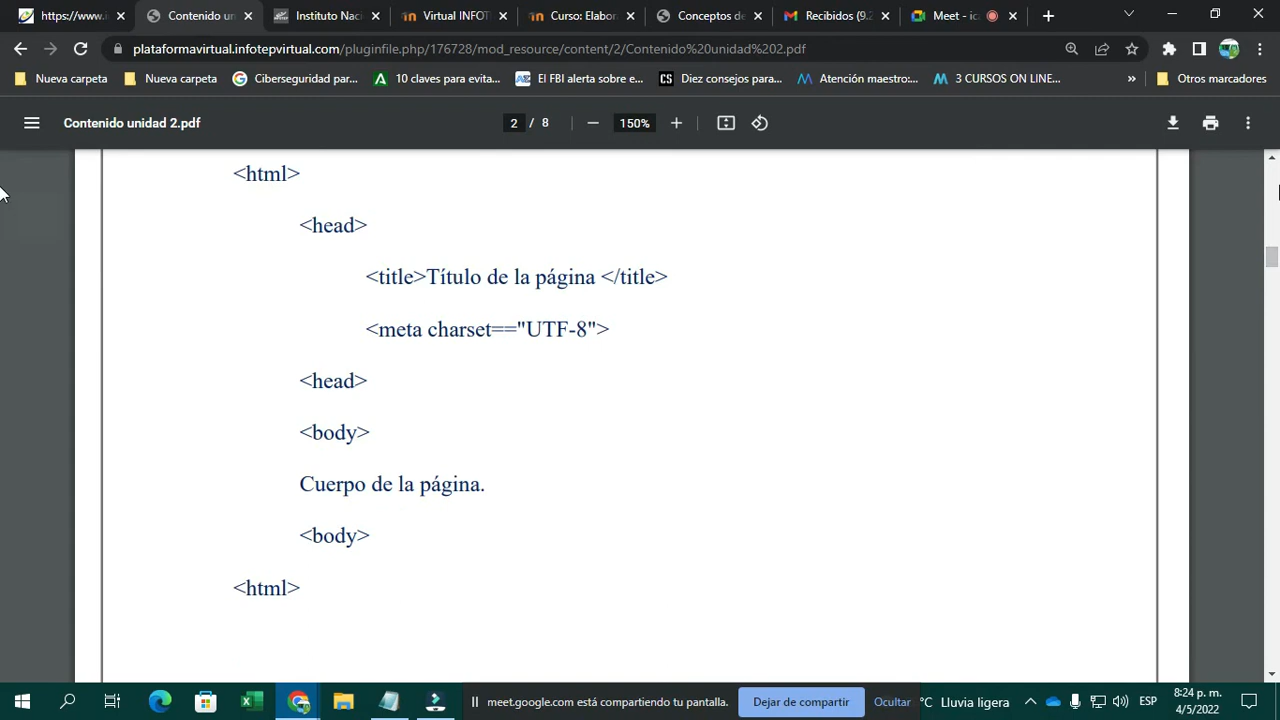 https://www.i
Contenido un
Instituto Naci
Virtual INFOT
Curso: Elabor
Conceptos de
Recibidos (9.2
Meet - ic
plataformavirtual.infotepvirtual.com/pluginfile.php/176728/mod_resource/content/2/Contenido%20unidad%202.pdf
Nueva carpeta
Nueva carpeta
Ciberseguridad par...
10 claves para evita...
El FBI alerta sobre e...
Diez consejos para...
Atención maestro:...
3 CURSOS ON LINE...
»
Otros marcadores
Contenido unidad 2.pdf
2 / 8
150%
<html>
<head>
<title>Título de la página </title>
<meta charset=="UTF-8">
<head>
<body>
Cuerpo de la página.
<body>
<html>
meet.google.com está compartiendo tu pantalla.
Dejar de compartir
Ocultar
°C Lluvia ligera
ESP
8:24 p. m.
4/5/2022